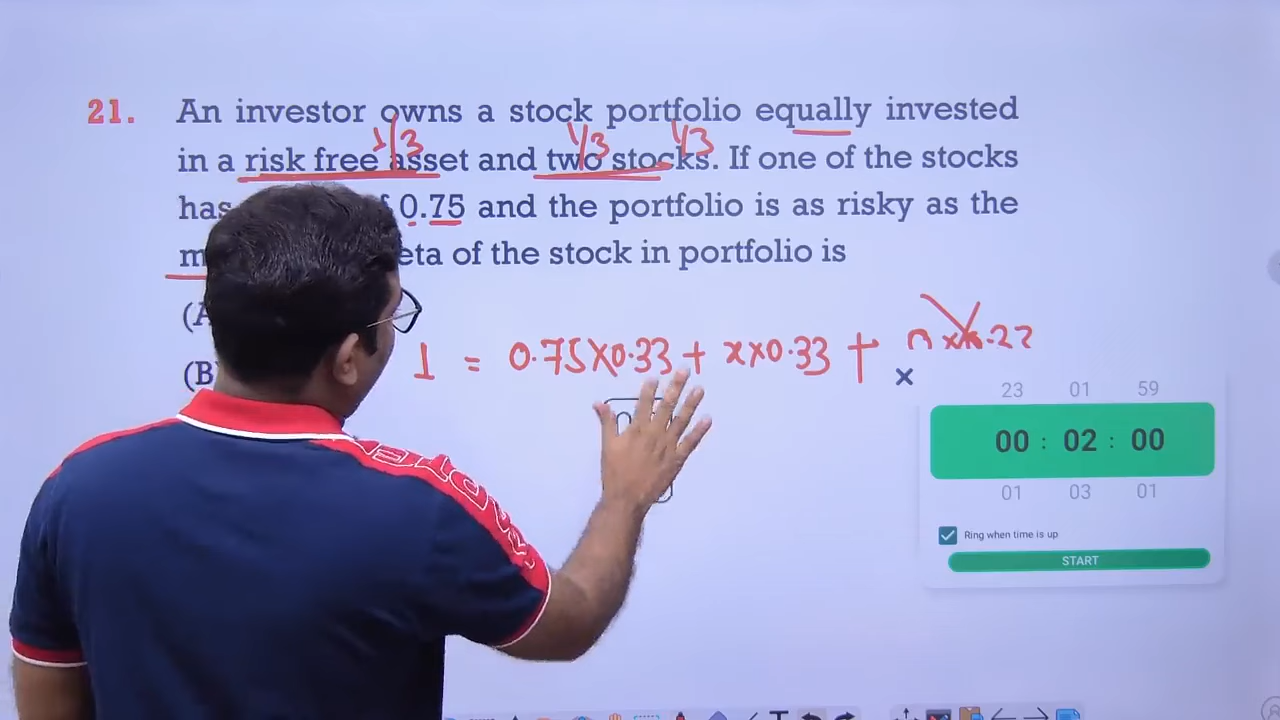 21. An investor owns a stock portfolio equally invested
1/3 1/3 1/3
in a risk free asset and two stocks. If one of the stocks
has 0.75 and the portfolio is as risky as the
eta of the stock in portfolio is
(A
1 = 0.75×0.33 + x×0.33 +
(B)
×
23 01 59
00 : 02 : 00
01 03 01
Ring when time is up
START